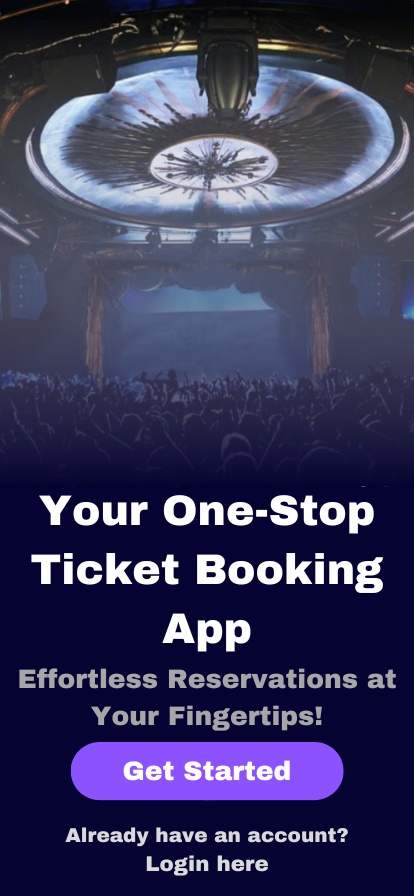 Your One-Stop
Ticket Booking
App
Effortless Reservations at
Your Fingertips!
Get Started
Already have an account?
Login here